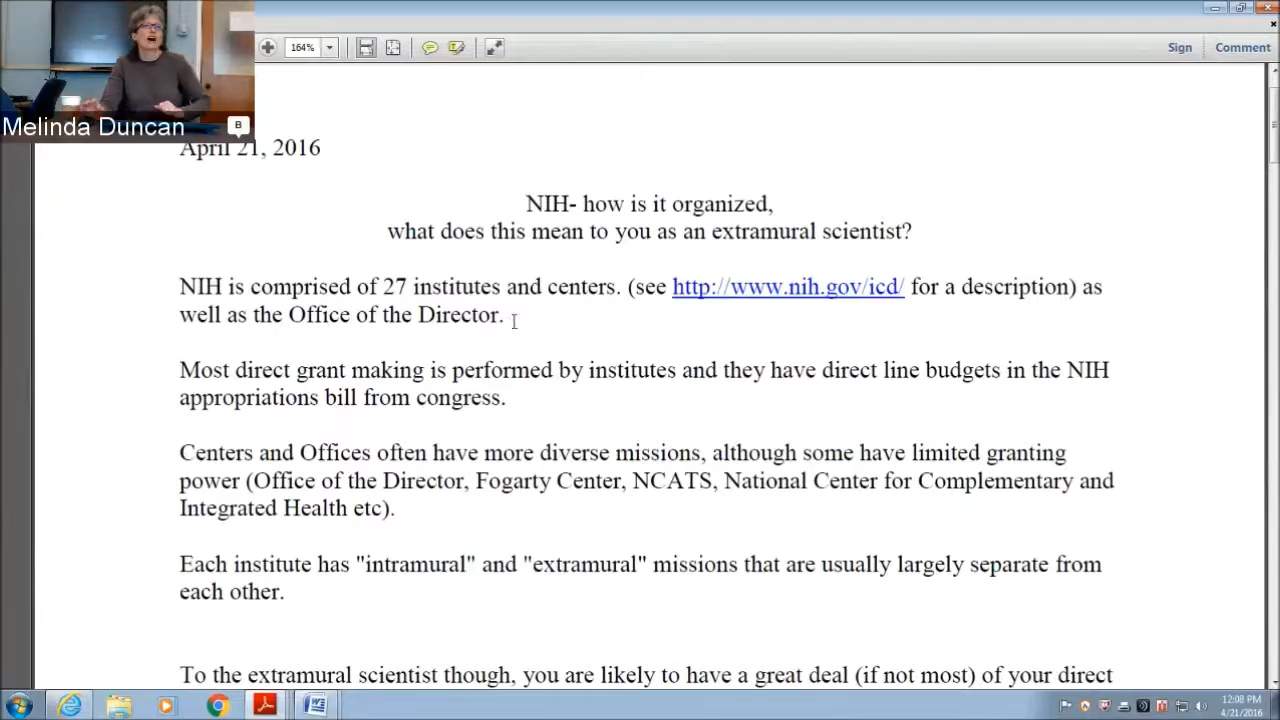 164%
Sign
Comment
Melinda Duncan
B
April 21, 2016
NIH- how is it organized,
what does this mean to you as an extramural scientist?
NIH is comprised of 27 institutes and centers. (see http://www.nih.gov/icd/ for a description) as
well as the Office of the Director.
Most direct grant making is performed by institutes and they have direct line budgets in the NIH
appropriations bill from congress.
Centers and Offices often have more diverse missions, although some have limited granting
power (Office of the Director, Fogarty Center, NCATS, National Center for Complementary and
Integrated Health etc).
Each institute has "intramural" and "extramural" missions that are usually largely separate from
each other.
To the extramural scientist though, you are likely to have a great deal (if not most) of your direct
12:08 PM
4/21/2016